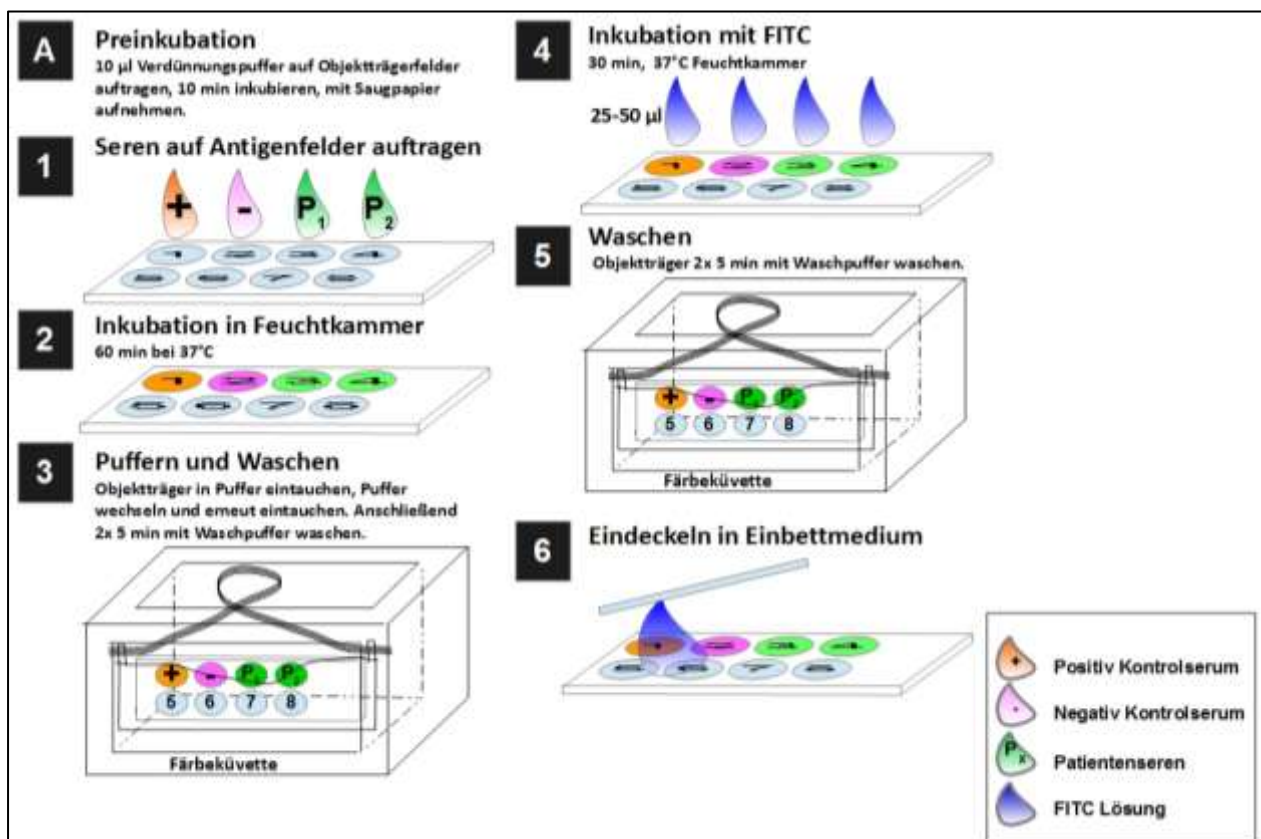 A
Preinkubation
10 µl Verdünnungspuffer auf Objektträgerfelder
auftragen, 10 min inkubieren, mit Saugpapier
aufnehmen.
1
Seren auf Antigenfelder auftragen
+ - P1 P2
2
Inkubation in Feuchtkammer
60 min bei 37°C
3
Puffern und Waschen
Objektträger in Puffer eintauchen, Puffer
wechseln und erneut eintauchen. Anschließend
2x 5 min mit Waschpuffer waschen.
+ - P P
5 6 7 8
Färbeküvette
4
Inkubation mit FITC
30 min, 37°C Feuchtkammer
25-50 µl
5
Waschen
Objektträger 2x 5 min mit Waschpuffer waschen.
+ - P P
5 6 7 8
Färbeküvette
6
Eindeckeln in Einbettmedium
+ Positiv Kontrolserum
Negativ Kontrolserum
Px Patientenseren
FITC Lösung